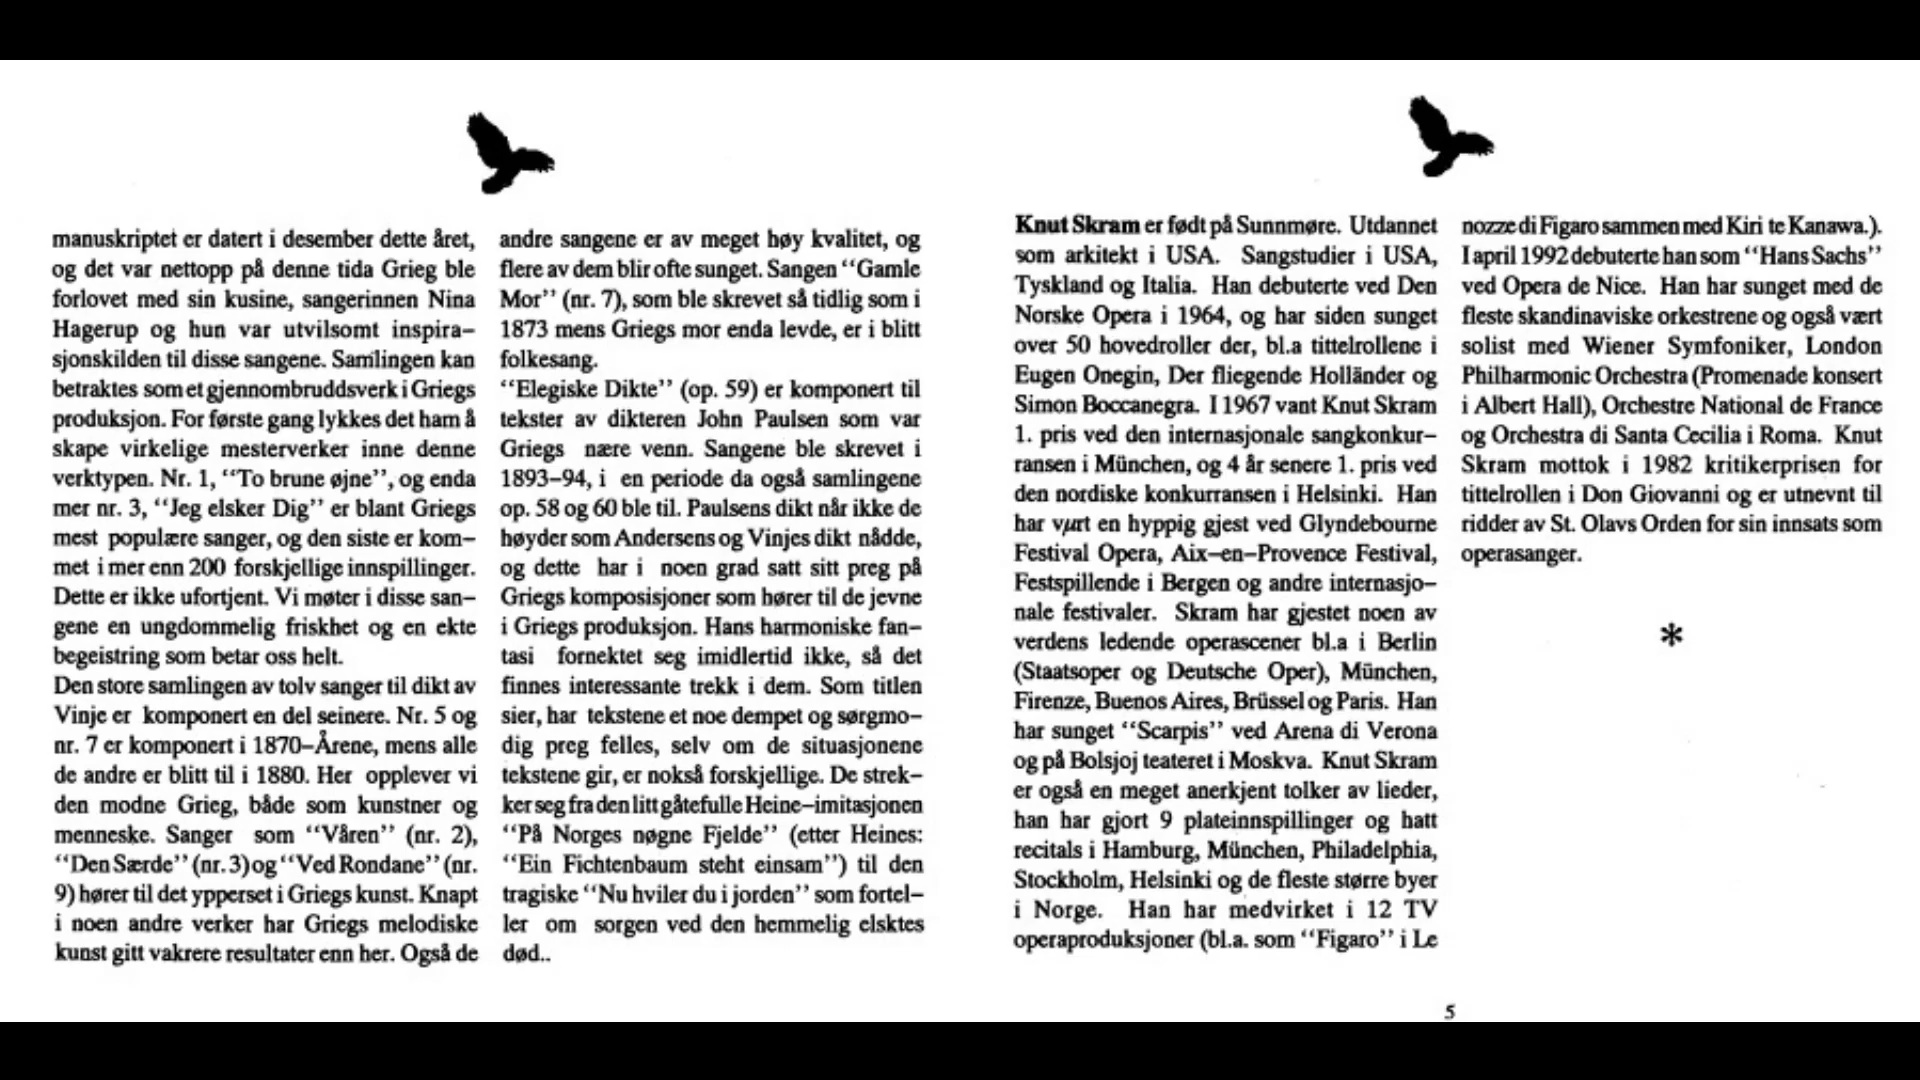 manuskriptet er datert i desember dette året,
og det var nettopp på denne tida Grieg ble
forlovet med sin kusine, sangerinnen Nina
Hagerup og hun var utvilsomt inspira–
sjonskilden til disse sangene. Samlingen kan
betraktes som et gjennombruddsverk i Griegs
produksjon. For første gang lykkes det ham å
skape virkelige mesterverker inne denne
verktypen. Nr. 1, “To brune øjne”, og enda
mer nr. 3, “Jeg elsker Dig” er blant Griegs
mest populære sanger, og den siste er kom–
met i mer enn 200 forskjellige innspillinger.
Dette er ikke ufortjent. Vi møter i disse san–
gene en ungdommelig friskhet og en ekte
begeistring som betar oss helt.
Den store samlingen av tolv sanger til dikt av
Vinje er komponert en del seinere. Nr. 5 og
nr. 7 er komponert i 1870–Årene, mens alle
de andre er blitt til i 1880. Her opplever vi
den modne Grieg, både som kunstner og
menneske. Sanger som “Våren” (nr. 2),
“Den Særde” (nr. 3) og “Ved Rondane” (nr.
9) hører til det ypperset i Griegs kunst. Knapt
i noen andre verker har Griegs melodiske
kunst gitt vakrere resultater enn her. Også de
andre sangene er av meget høy kvalitet, og
flere av dem blir ofte sunget. Sangen “Gamle
Mor” (nr. 7), som ble skrevet så tidlig som i
1873 mens Griegs mor enda levde, er i blitt
folkesang.
“Elegiske Dikte” (op. 59) er komponert til
tekster av dikteren John Paulsen som var
Griegs nære venn. Sangene ble skrevet i
1893–94, i en periode da også samlingene
op. 58 og 60 ble til. Paulsens dikt når ikke de
høyder som Andersens og Vinjes dikt nådde,
og dette har i noen grad satt sitt preg på
Griegs komposisjoner som hører til de jevne
i Griegs produksjon. Hans harmoniske fan–
tasi fornektet seg imidlertid ikke, så det
finnes interessante trekk i dem. Som titlen
sier, har tekstene et noe dempet og sørgmo–
dig preg felles, selv om de situasjonene
tekstene gir, er nokså forskjellige. De strek–
ker seg fra den litt gåtefulle Heine–imitasjonen
“På Norges nøgne Fjelde” (etter Heines:
“Ein Fichtenbaum steht einsam”) til den
tragiske “Nu hviler du i jorden” som fortel–
ler om sorgen ved den hemmelig elsktes
død..
Knut Skram er født på Sunnmøre. Utdannet
som arkitekt i USA. Sangstudier i USA,
Tyskland og Italia. Han debuterte ved Den
Norske Opera i 1964, og har siden sunget
over 50 hovedroller der, bl.a tittelrollene i
Eugen Onegin, Der fliegende Holländer og
Simon Boccanegra. I 1967 vant Knut Skram
1. pris ved den internasjonale sangkonkur–
ransen i München, og 4 år senere 1. pris ved
den nordiske konkurransen i Helsinki. Han
har vµrt en hyppig gjest ved Glyndebourne
Festival Opera, Aix–en–Provence Festival,
Festspillende i Bergen og andre internasjo–
nale festivaler. Skram har gjestet noen av
verdens ledende operascener bl.a i Berlin
(Staatsoper og Deutsche Oper), München,
Firenze, Buenos Aires, Brüssel og Paris. Han
har sunget “Scarpis” ved Arena di Verona
og på Bolsjoj teateret i Moskva. Knut Skram
er også en meget anerkjent tolker av lieder,
han har gjort 9 plateinnspillinger og hatt
recitals i Hamburg, München, Philadelphia,
Stockholm, Helsinki og de fleste større byer
i Norge. Han har medvirket i 12 TV
operaproduksjoner (bl.a. som “Figaro” i Le
nozze di Figaro sammen med Kiri te Kanawa.).
I april 1992 debuterte han som “Hans Sachs”
ved Opera de Nice. Han har sunget med de
fleste skandinaviske orkestrene og også vært
solist med Wiener Symfoniker, London
Philharmonic Orchestra (Promenade konsert
i Albert Hall), Orchestre National de France
og Orchestra di Santa Cecilia i Roma. Knut
Skram mottok i 1982 kritikerprisen for
tittelrollen i Don Giovanni og er utnevnt til
ridder av St. Olavs Orden for sin innsats som
operasanger.
*
5